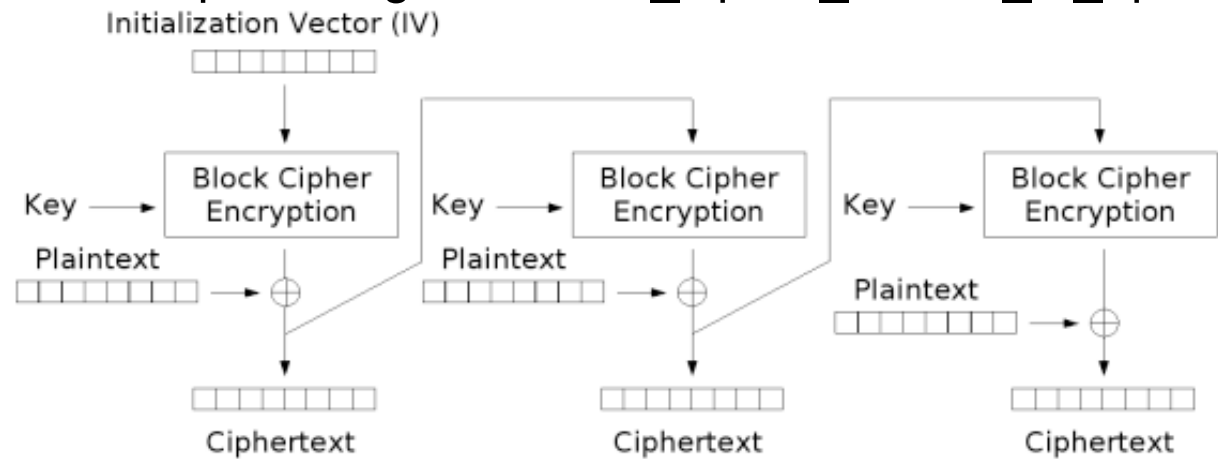 Initialization Vector (IV)
Block Cipher
Encryption
Block Cipher
Encryption
Block Cipher
Encryption
Key
Key
Key
Plaintext
Plaintext
Plaintext
Ciphertext
Ciphertext
Ciphertext